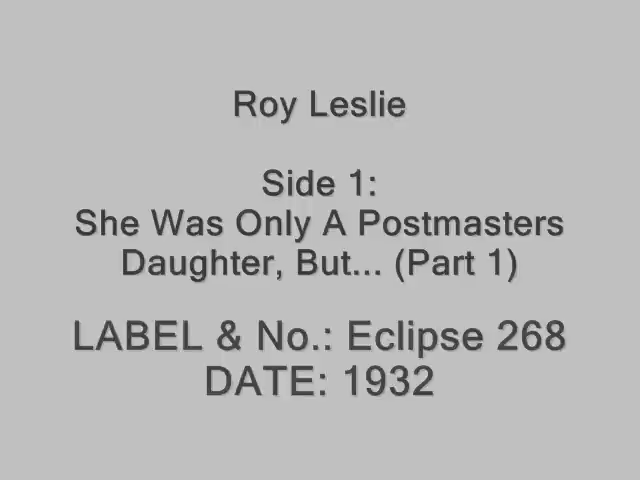 Roy Leslie
Side 1:
She Was Only A Postmasters
Daughter, But... (Part 1)
LABEL & No.: Eclipse 268
DATE: 1932